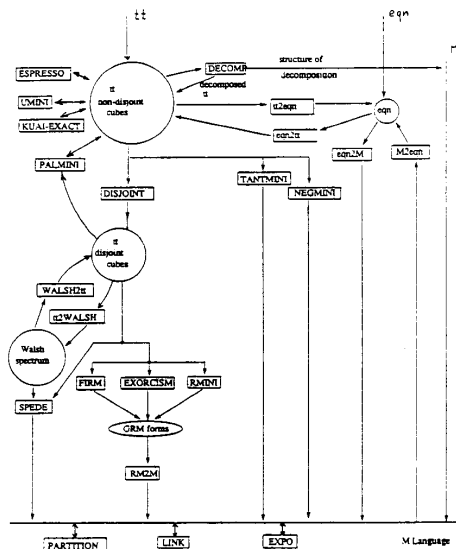 tt
eqn
ESPRESSO
UMINI
KUAI-EXACT
PALMINI
tt
non-disjoint
cubes
DECOMP
decomposed
tt
structure of
decomposition
tt2eqn
eqn2tt
eqn
eqn2M
M2eqn
DISJOINT
TANTMINI
NEGMINI
tt
disjoint
cubes
WALSH2tt
tt2WALSH
Walsh
spectrum
SPEDE
FIRM
EXORCISM
RMINI
GRM forms
RM2M
PARTITION
LINK
EXPO
M Language